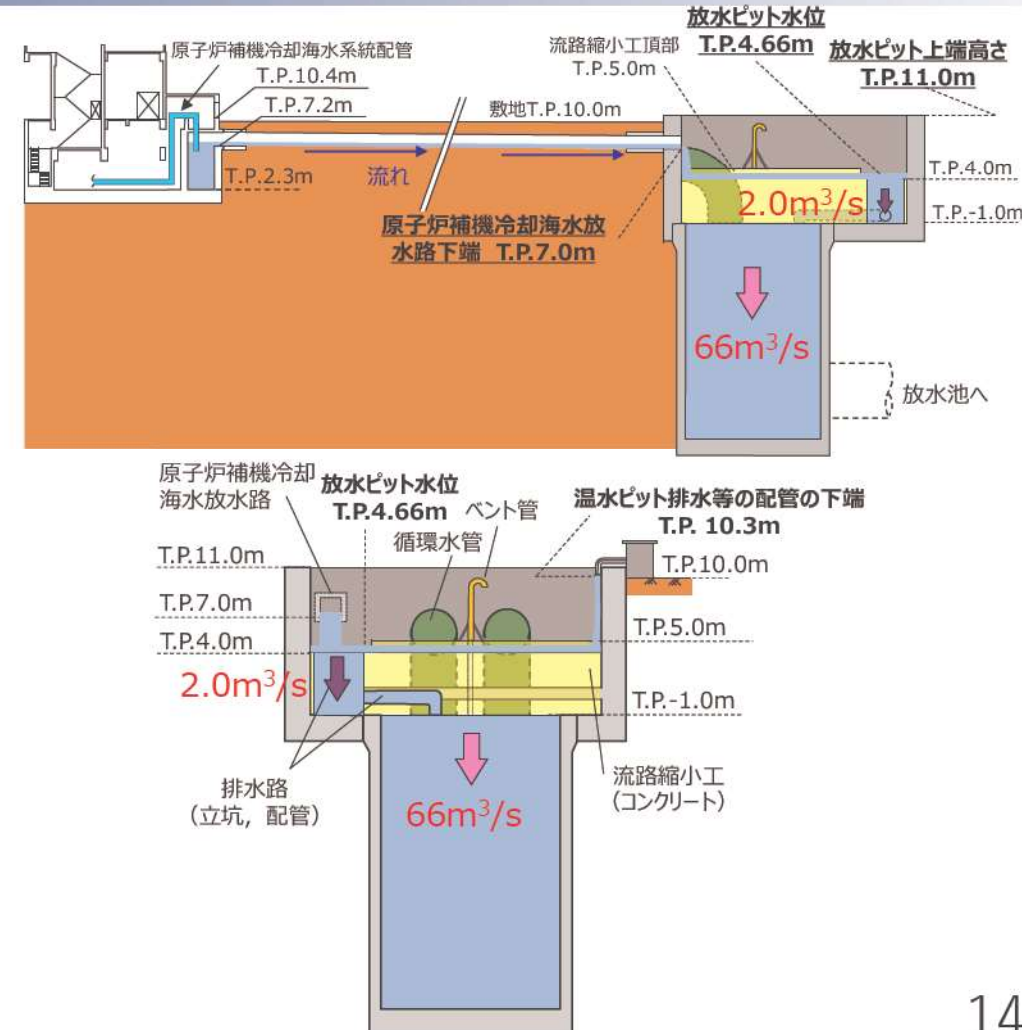 放水ピット水位
T.P.4.66m
放水ピット上端高さ
T.P.11.0m
流路縮小工頂部
T.P.5.0m
原子炉補機冷却海水系統配管
T.P.10.4m
T.P.7.2m
敷地T.P.10.0m
T.P.2.3m
流れ
T.P.4.0m
2.0m³/s
T.P.-1.0m
原子炉補機冷却海水放
水路下端 T.P.7.0m
66m³/s
放水池へ
原子炉補機冷却
海水放水路
放水ピット水位
T.P.4.66m
ベント管
循環水管
温水ピット排水等の配管の下端
T.P. 10.3m
T.P.11.0m
T.P.10.0m
T.P.7.0m
T.P.4.0m
T.P.5.0m
2.0m³/s
T.P.-1.0m
排水路
(立坑,配管)
66m³/s
流路縮小工
(コンクリート)
14